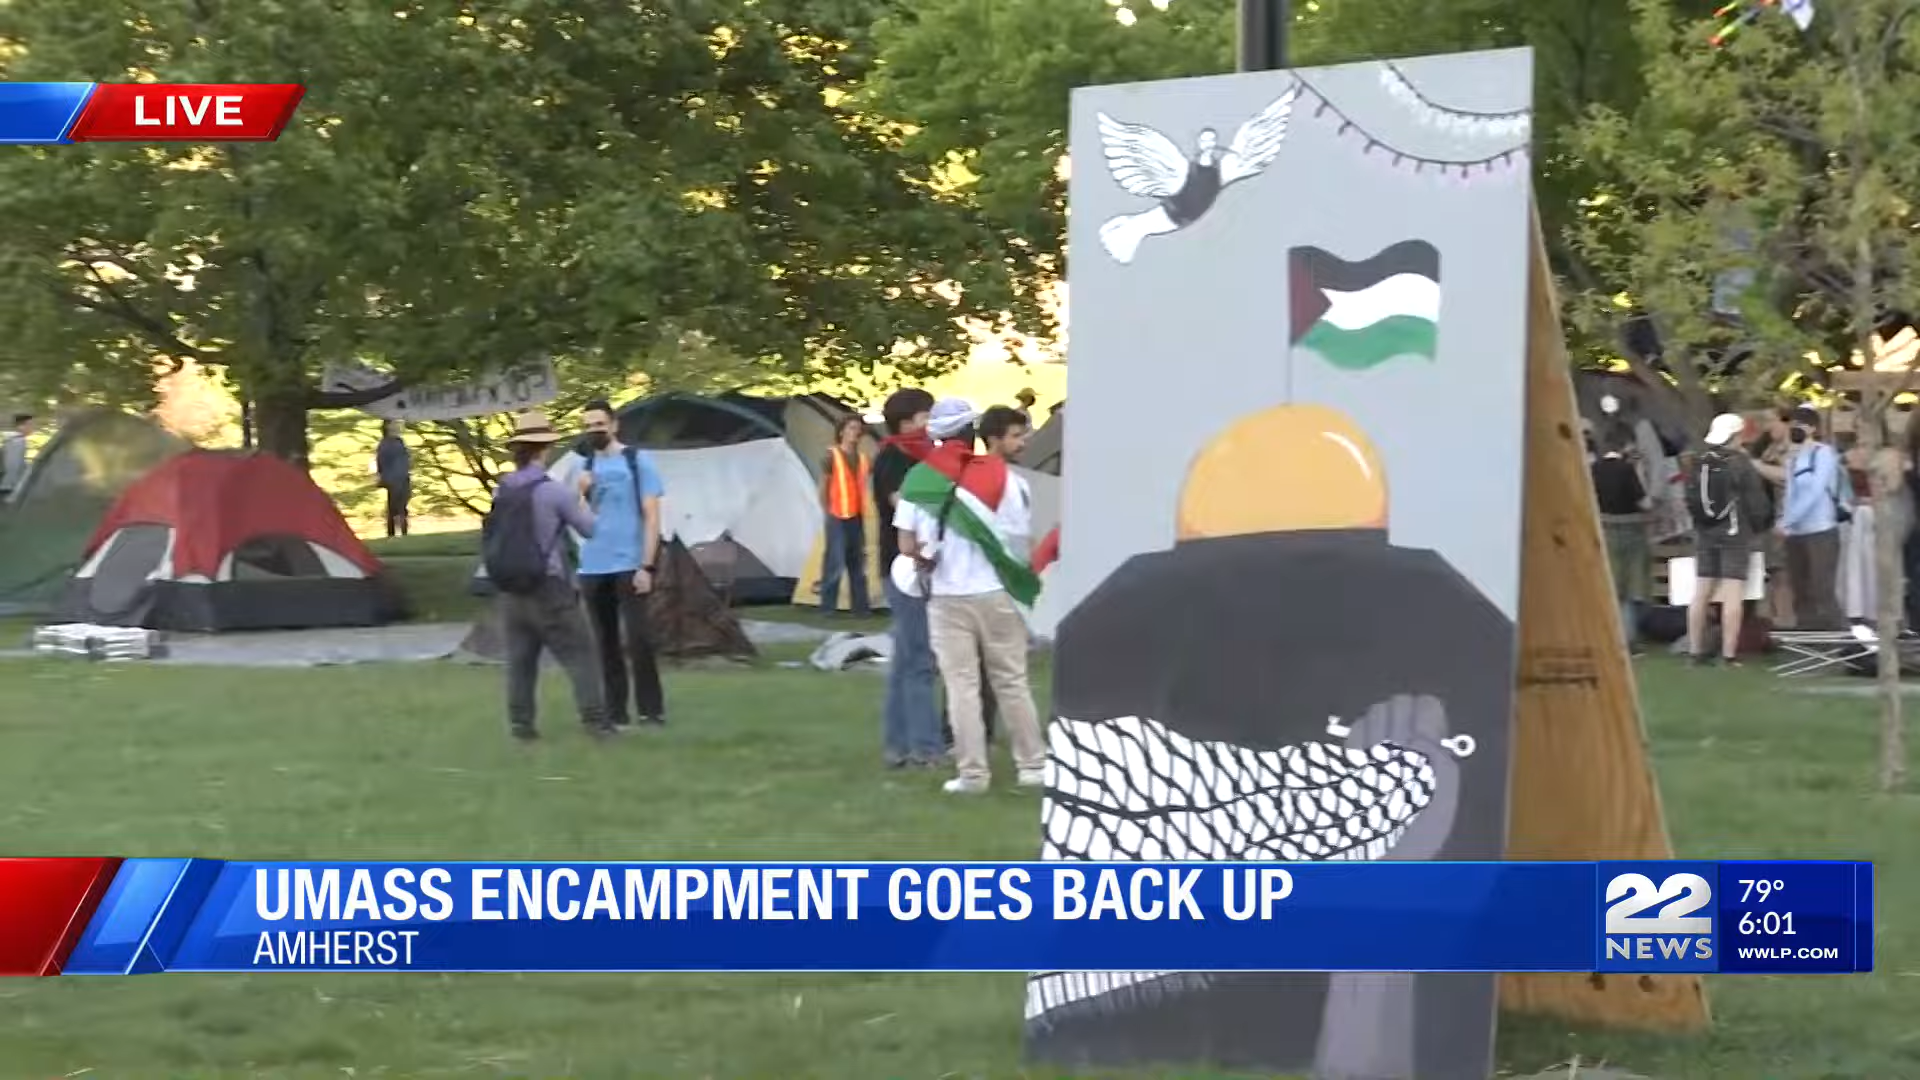 LIVE
UMASS ENCAMPMENT GOES BACK UP
AMHERST
22
NEWS
79°
6:01
WWLP.COM